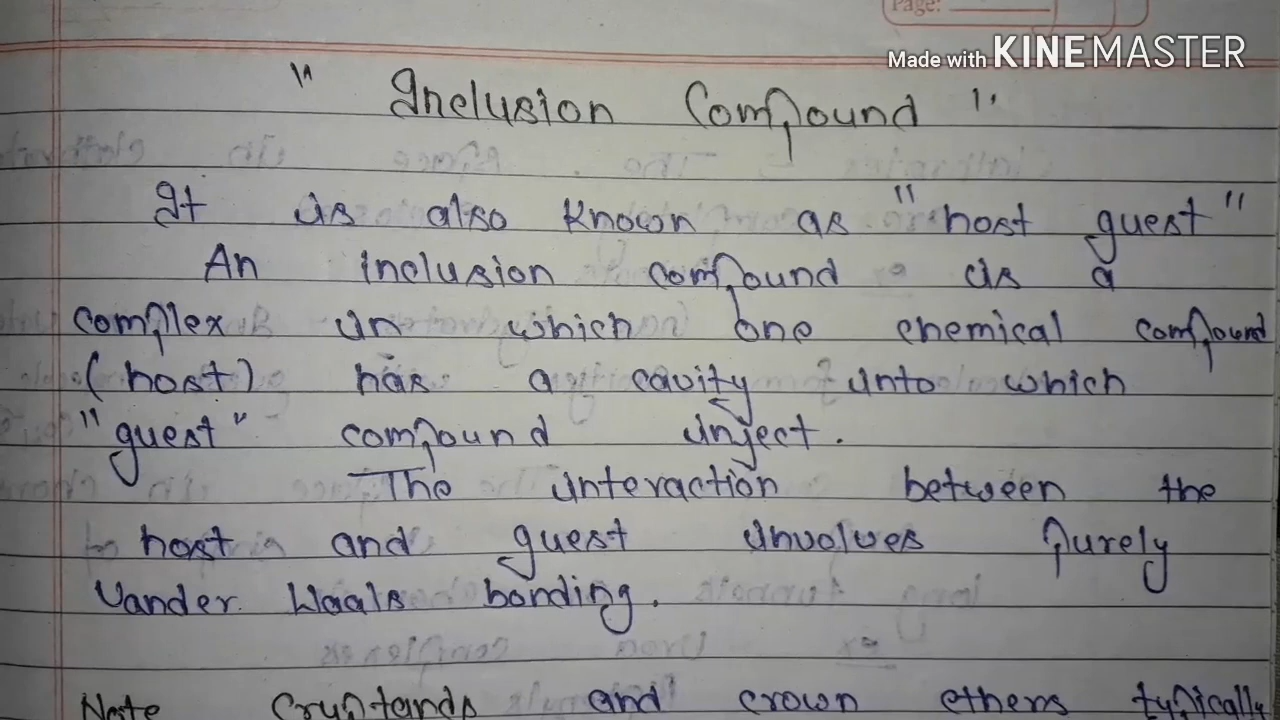 Page:
Made with KINEMASTER
" Inclusion Compound "
It is also known as "host guest"
An inclusion compound is a
complex in which one chemical compound
(host) has a cavity into which
"guest" compound inject.
The interaction between the
host and guest involves purely
Vander Waals bonding.
Note Cryptands and crown ethers typically